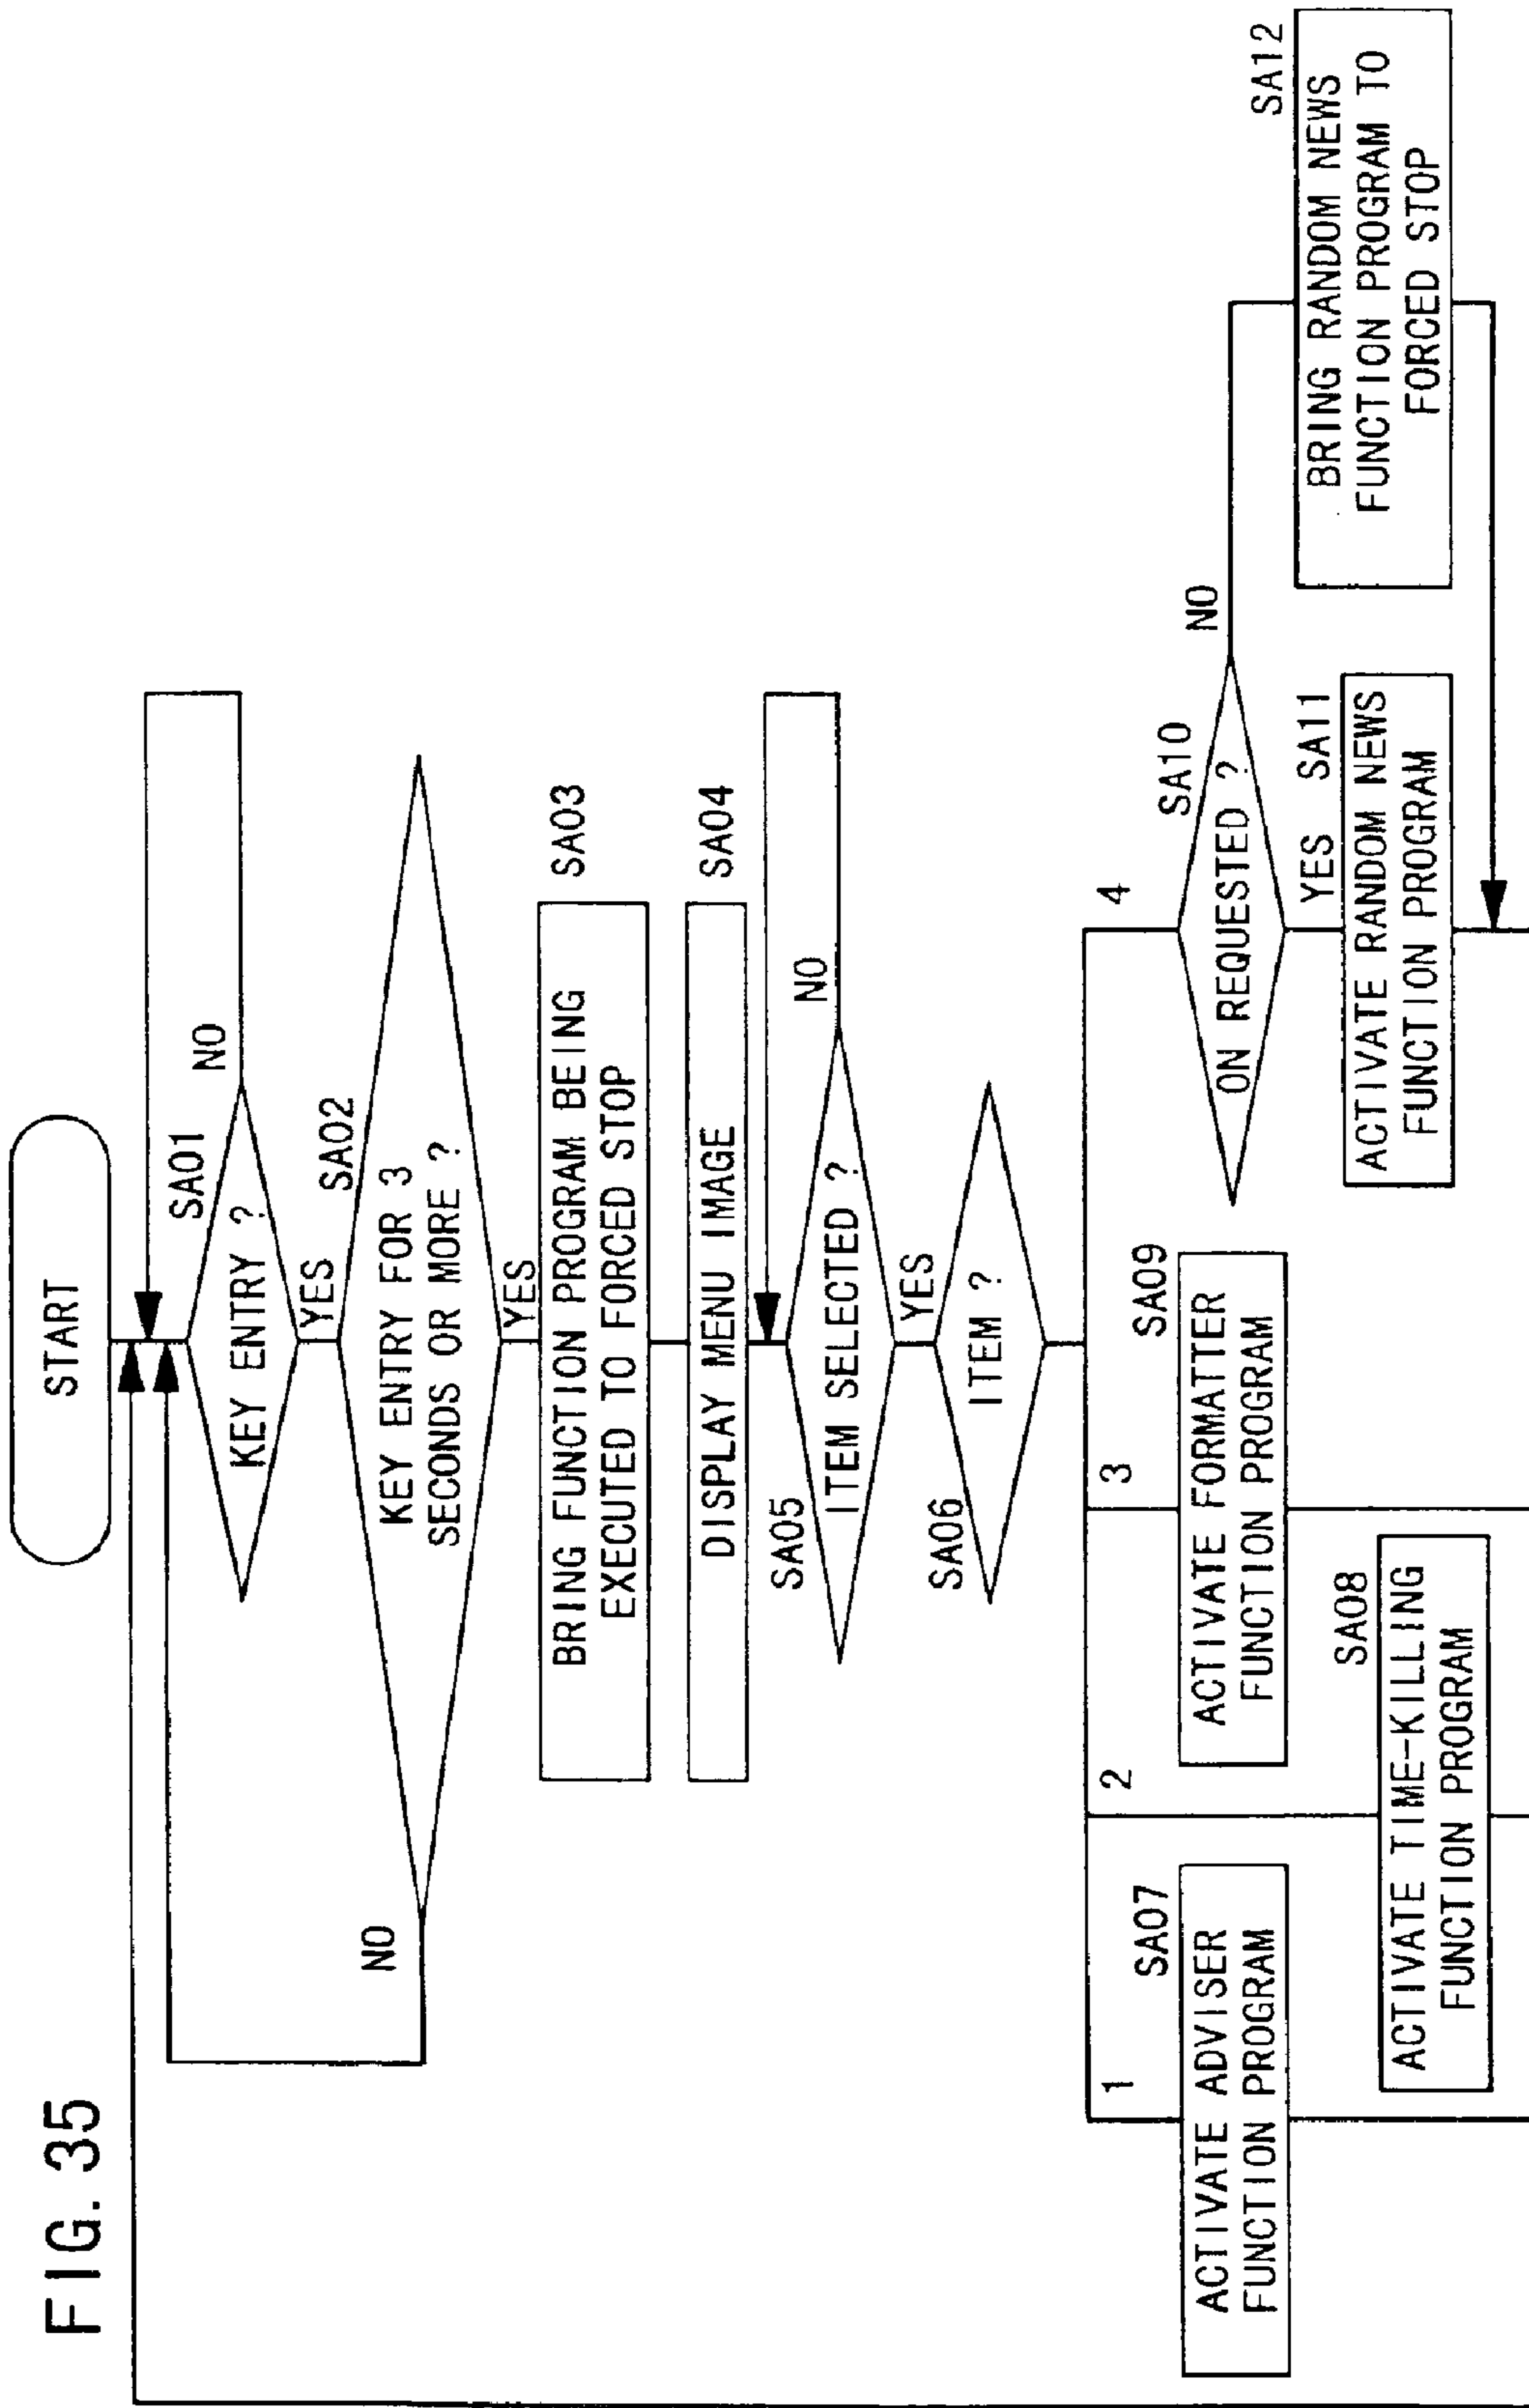 FIG. 35
START
SA01
KEY ENTRY ?
NO
YES
SA02
KEY ENTRY FOR 3
SECONDS OR MORE ?
NO
YES
SA03
BRING FUNCTION PROGRAM BEING
EXECUTED TO FORCED STOP
SA04
DISPLAY MENU IMAGE
SA05
ITEM SELECTED ?
NO
YES
SA06
ITEM ?
1
2
3
4
SA07
ACTIVATE ADVISER
FUNCTION PROGRAM
SA08
ACTIVATE TIME-KILLING
FUNCTION PROGRAM
SA09
ACTIVATE FORMATTER
FUNCTION PROGRAM
SA10
ON REQUESTED ?
NO
YES
SA11
ACTIVATE RANDOM NEWS
FUNCTION PROGRAM
SA12
BRING RANDOM NEWS
FUNCTION PROGRAM TO
FORCED STOP